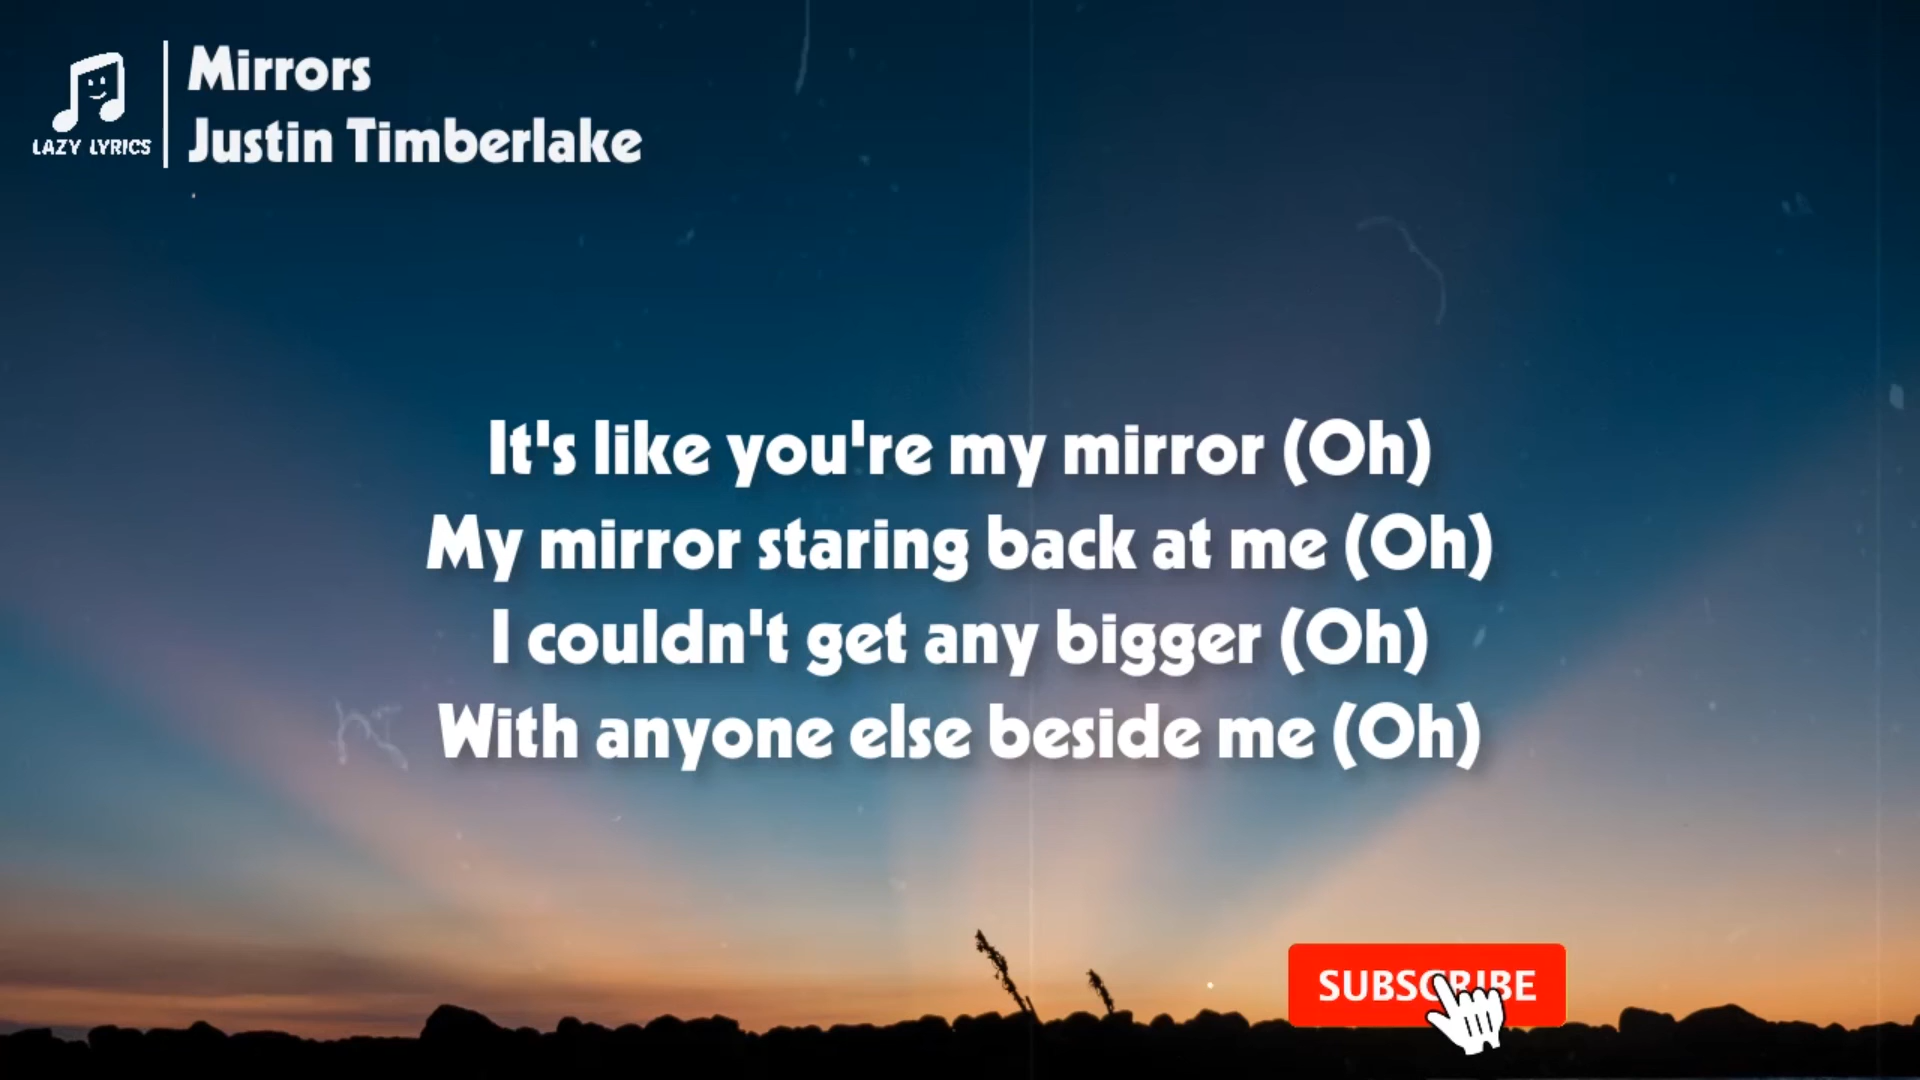 LAZY LYRICS
Mirrors
Justin Timberlake
It's like you're my mirror (Oh)
My mirror staring back at me (Oh)
I couldn't get any bigger (Oh)
With anyone else beside me (Oh)
SUBSCRIBE